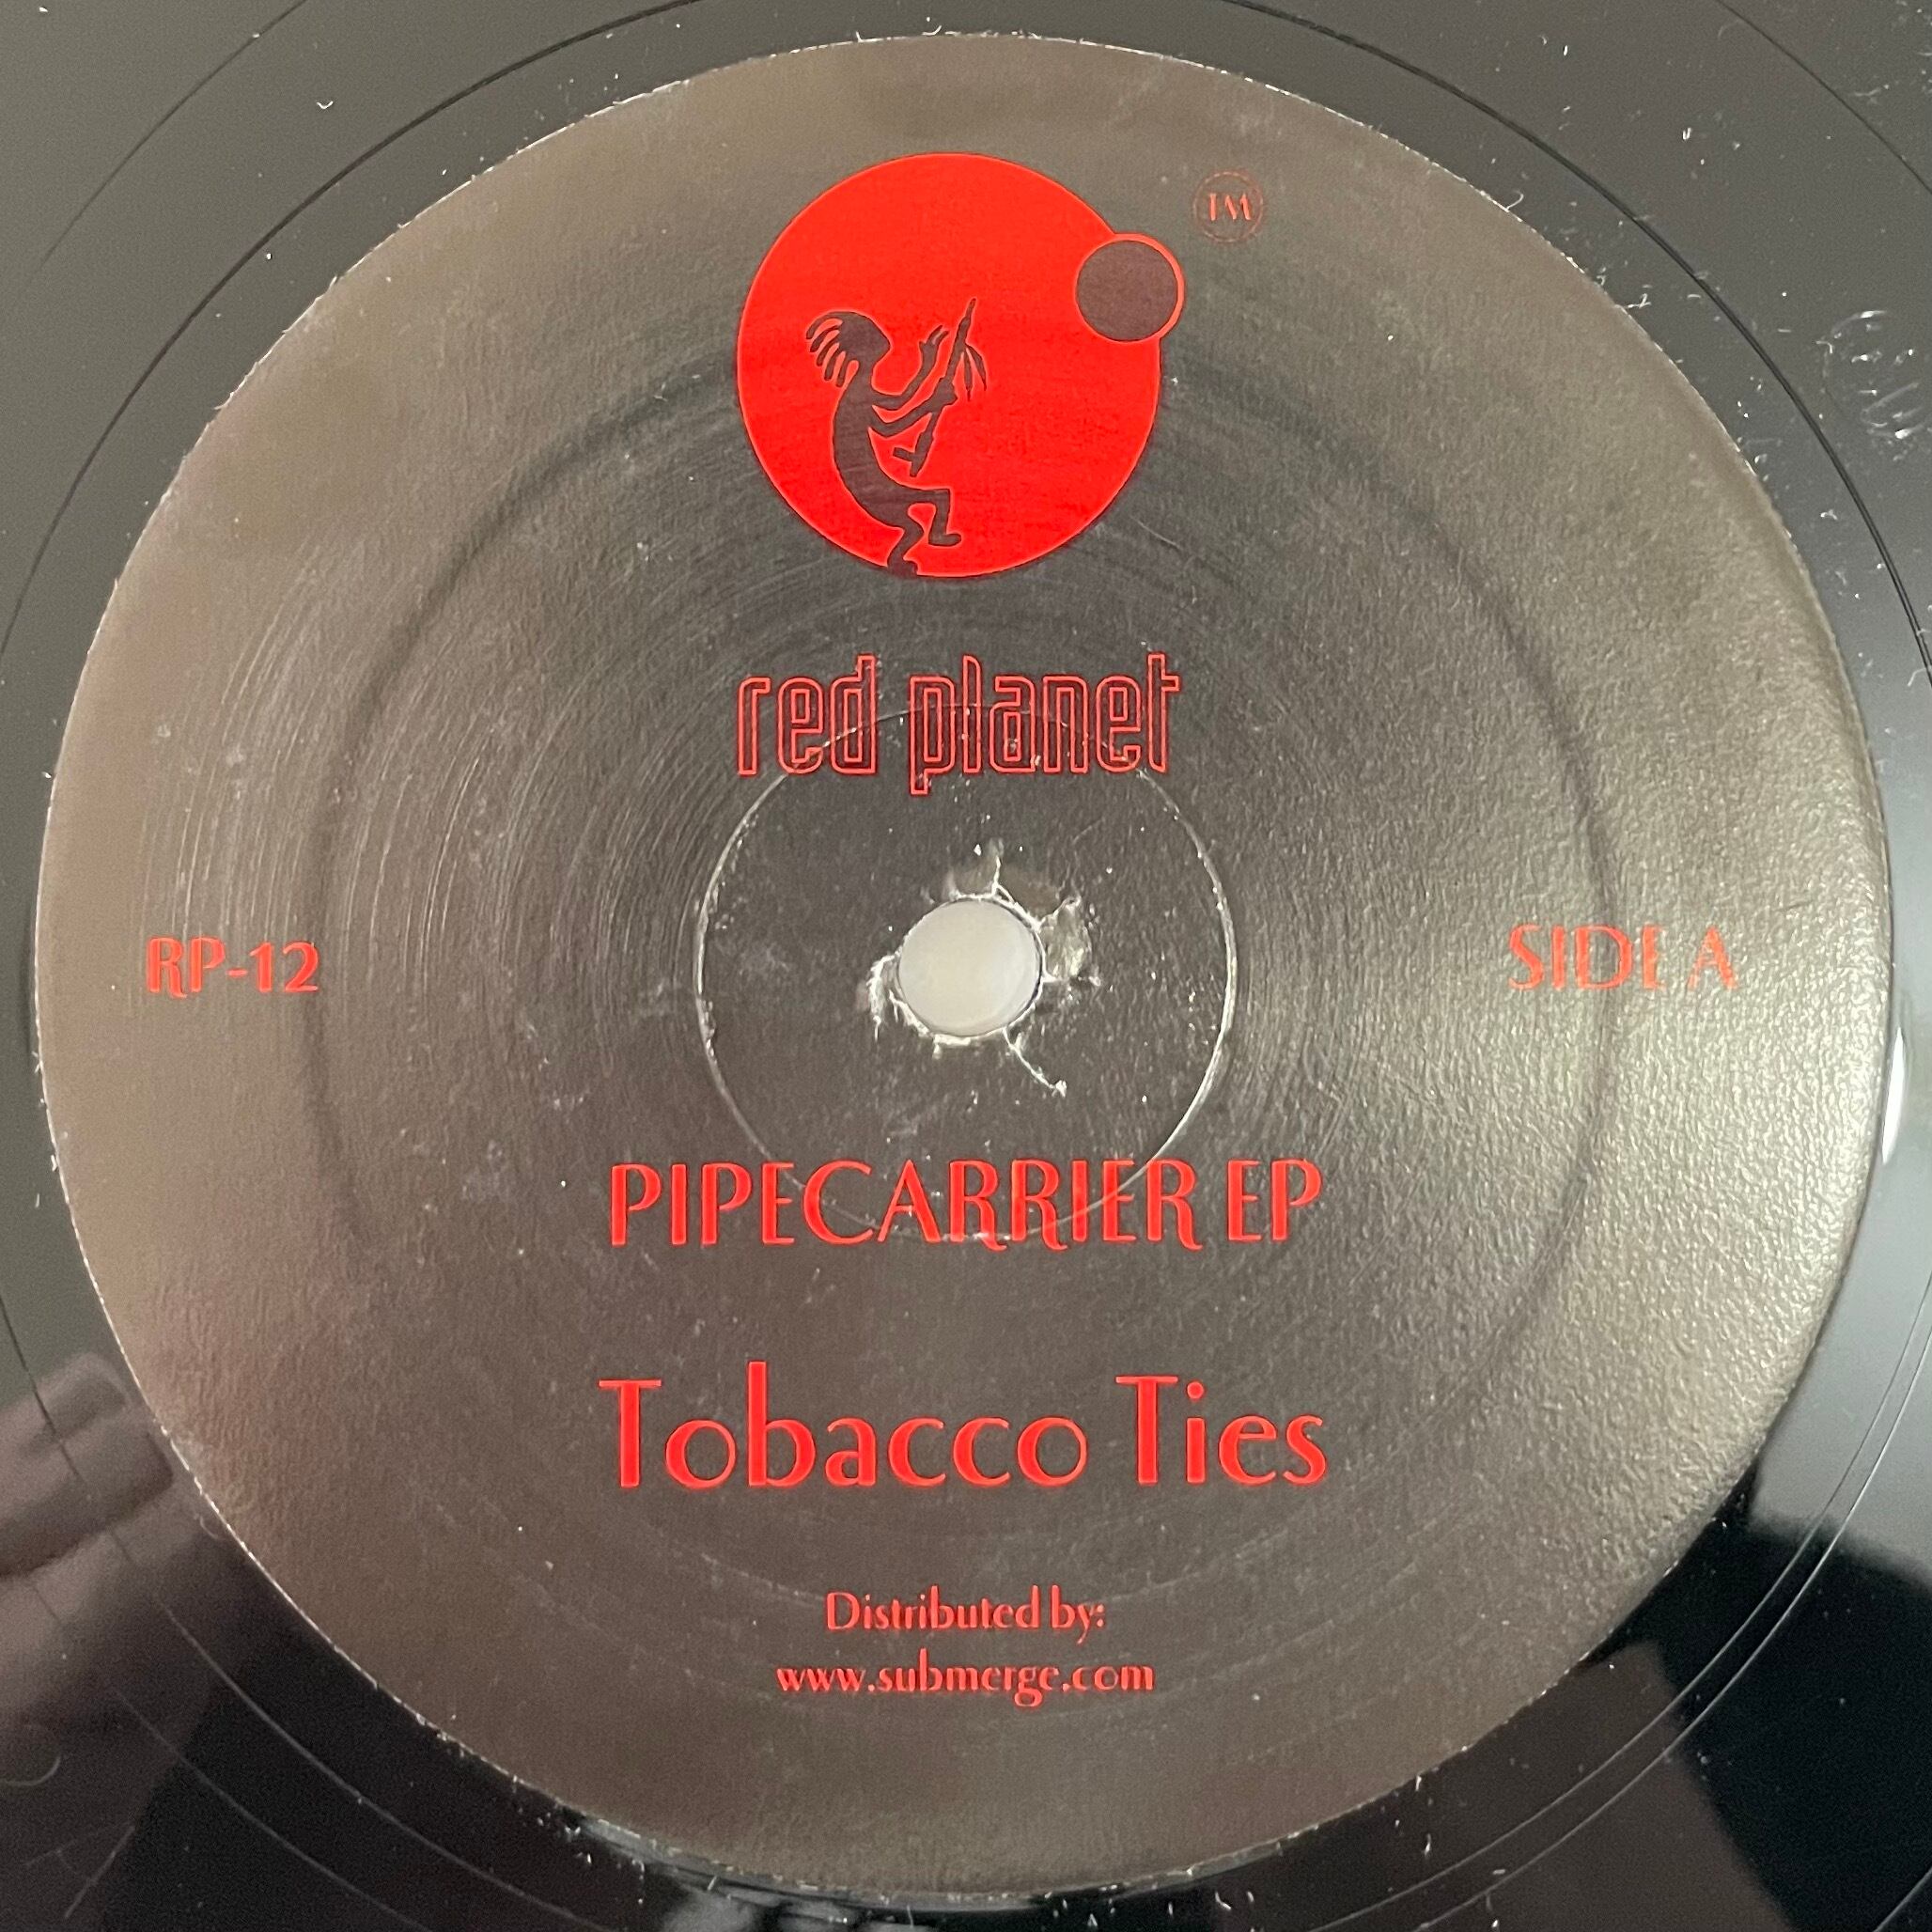 TM
red planet
RP-12
SIDE A
PIPECARRIER EP
Tobacco Ties
Distributed by:
www.submerge.com